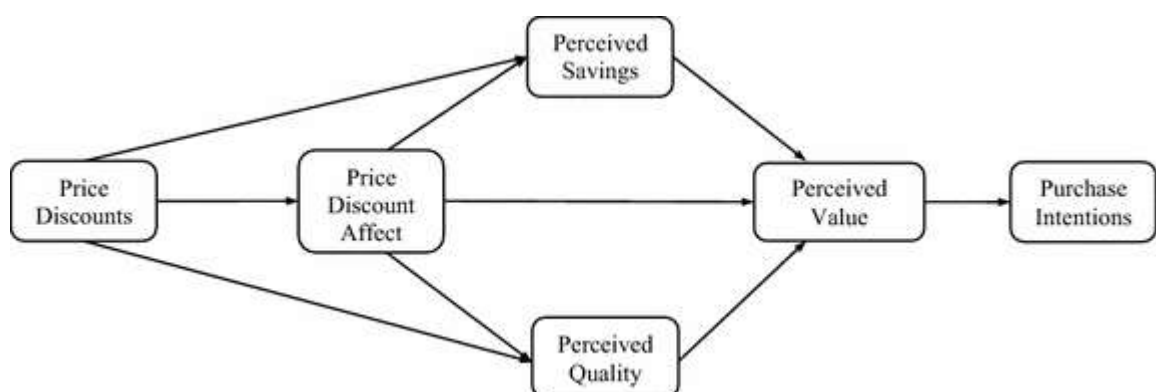 Perceived
Savings
Price
Discounts
Price
Discount
Affect
Perceived
Value
Purchase
Intentions
Perceived
Quality